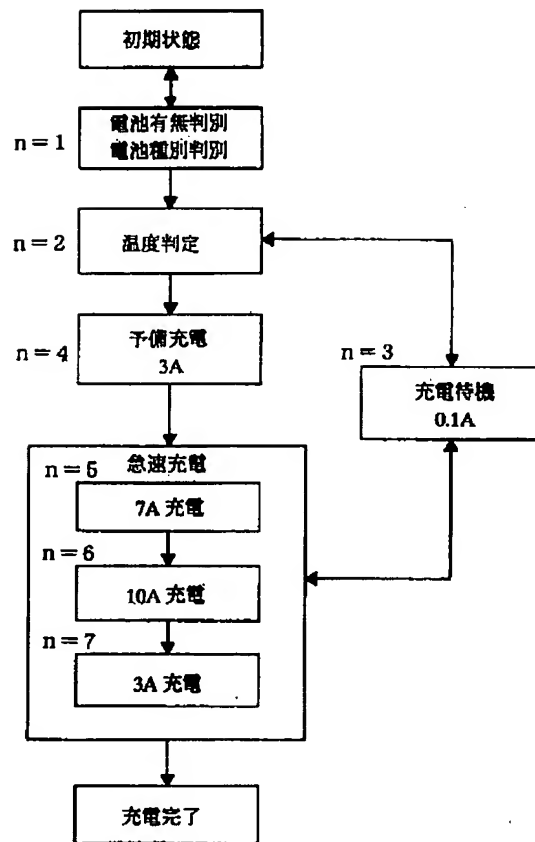 初期状態
n=1
電池有無判別
電池種別判別
n=2
温度判定
n=4
予備充電
3A
n=3
充電待機
0.1A
急速充電
n=5
7A 充電
n=6
10A 充電
n=7
3A 充電
充電完了